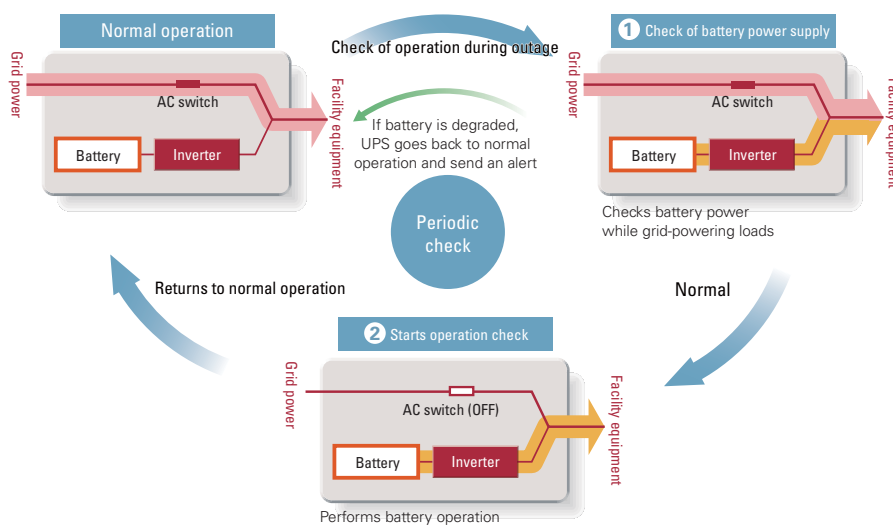 Normal operation
Grid power
AC switch
Battery
Inverter
Facility equipment
Check of operation during outage
If battery is degraded,
UPS goes back to normal
operation and send an alert
1 Check of battery power supply
Grid power
AC switch
Battery
Inverter
Facility equipment
Checks battery power
while grid-powering loads
Periodic
check
Returns to normal operation
Normal
2 Starts operation check
Grid power
AC switch (OFF)
Battery
Inverter
Facility equipment
Performs battery operation